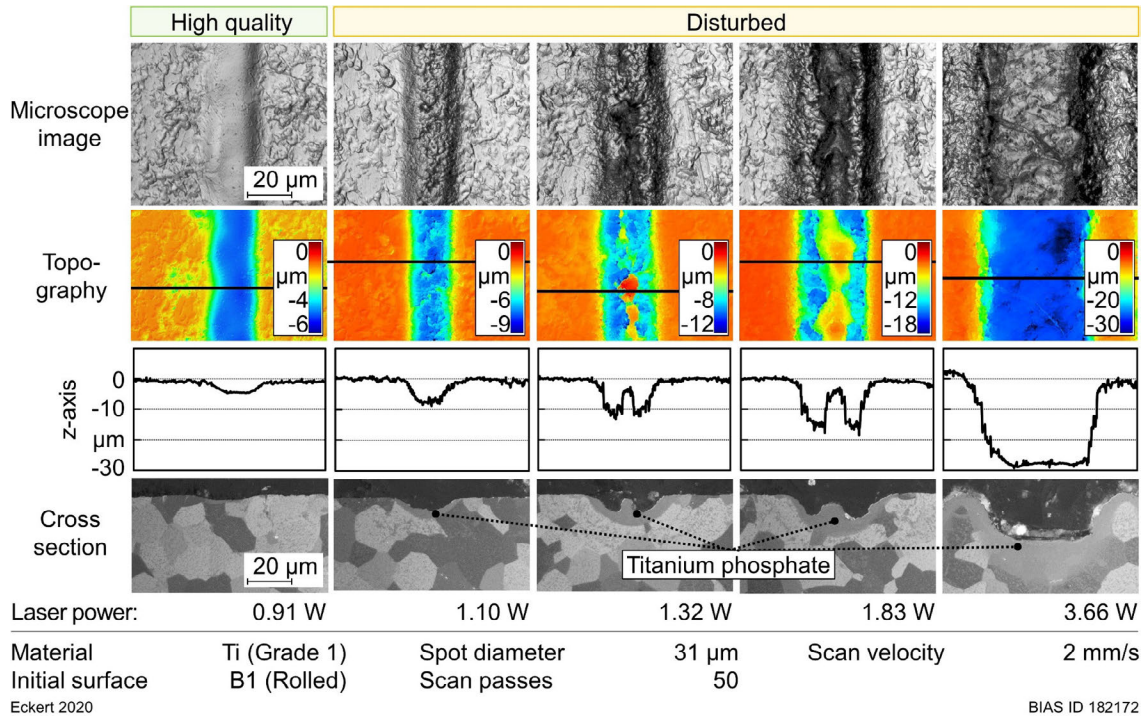 High quality
Disturbed
Microscope
image
20 µm
Topo-
graphy
0
µm
-4
-6
0
µm
-6
-9
0
µm
-8
-12
0
µm
-12
-18
0
µm
-20
-30
z-axis
0
-10
µm
-30
Cross
section
20 µm
Titanium phosphate
Laser power: 0.91 W 1.10 W 1.32 W 1.83 W 3.66 W
Material Ti (Grade 1) Spot diameter 31 µm Scan velocity 2 mm/s
Initial surface B1 (Rolled) Scan passes 50
Eckert 2020 BIAS ID 182172